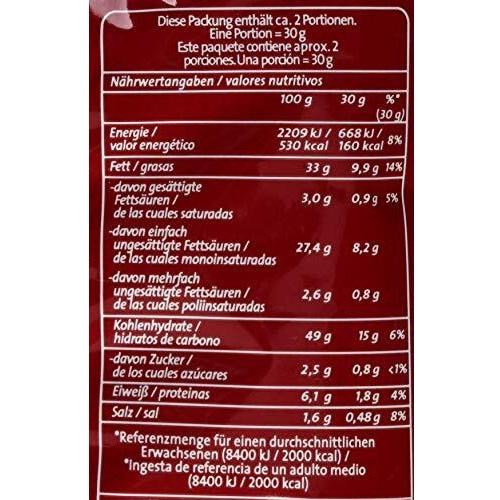 Diese Packung enthält ca. 2 Portionen.
Eine Portion = 30 g
Este paquete contiene aprox. 2
porciones. Una porción = 30 g
Nährwertangaben / valores nutritivos
100 g 30 g %*
(30 g)
Energie / 2209 kJ / 668 kJ / 8%
valor energético 530 kcal 160 kcal
Fett / grasas 33 g 9,9 g 14%
-davon gesättigte
Fettsäuren / 3,0 g 0,9 g 5%
de las cuales saturadas
-davon einfach
ungesättigte Fettsäuren / 27,4 g 8,2 g
de las cuales monoinsaturadas
-davon mehrfach
ungesättigte Fettsäuren / 2,6 g 0,8 g
de las cuales poliinsaturadas
Kohlenhydrate / 49 g 15 g 6%
hidratos de carbono
-davon Zucker / 2,5 g 0,8 g <1%
de los cuales azúcares
Eiweiß / proteinas 6,1 g 1,8 g 4%
Salz / sal 1,6 g 0,48 g 8%
*Referenzmenge für einen durchschnittlichen
Erwachsenen (8400 kJ / 2000 kcal) /
*Ingesta de referencia de un adulto medio
(8400 kJ / 2000 kcal)